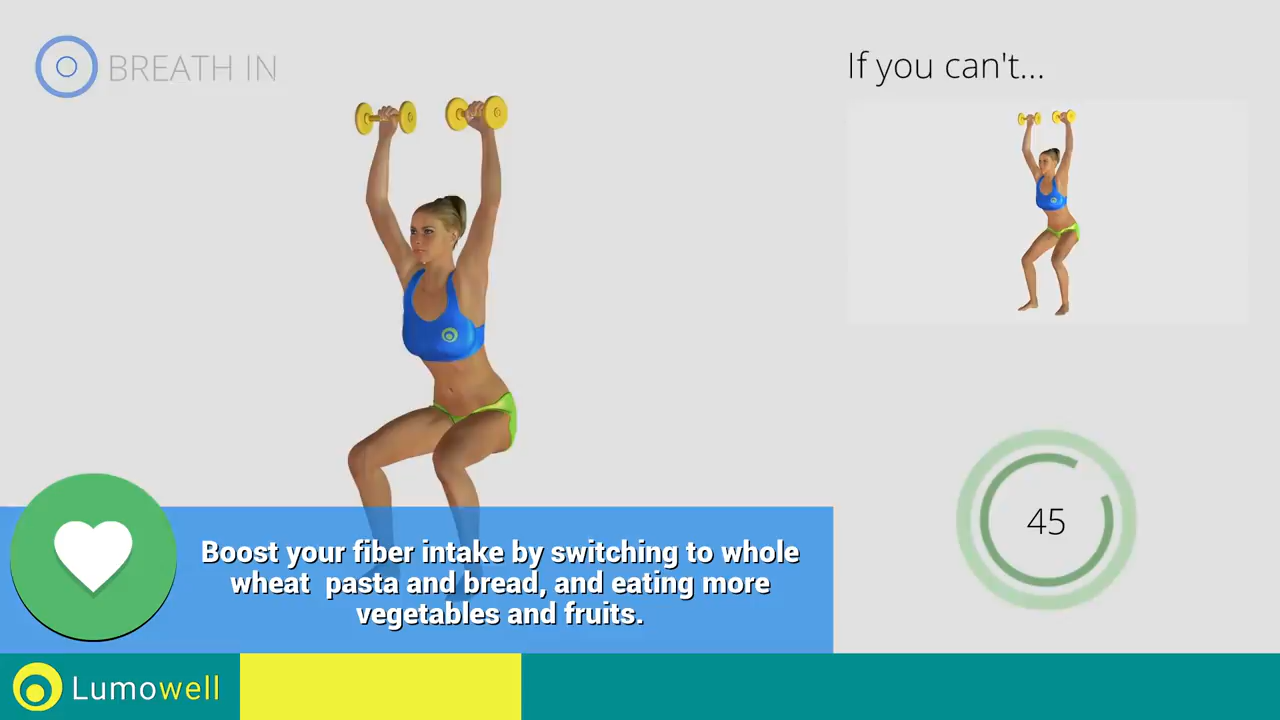 BREATH IN
If you can't...
45
Boost your fiber intake by switching to whole
wheat pasta and bread, and eating more
vegetables and fruits.
Lumowell